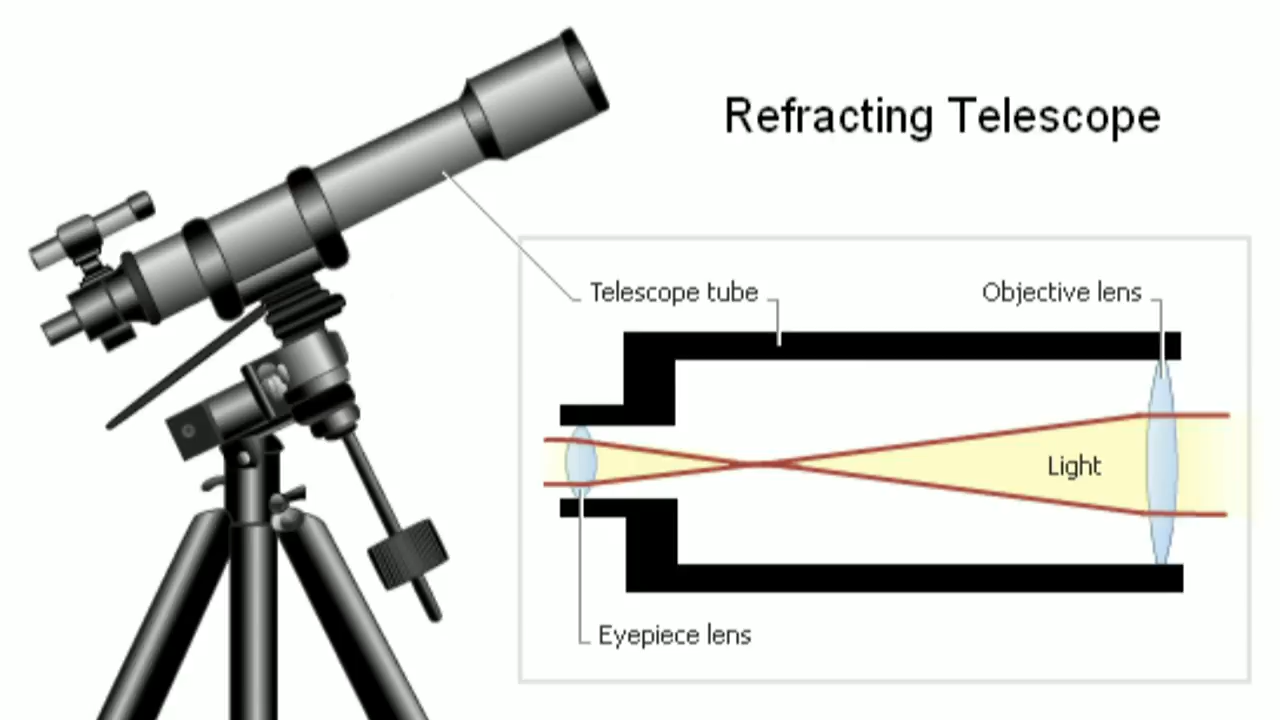 Refracting Telescope
Telescope tube
Objective lens
Light
Eyepiece lens